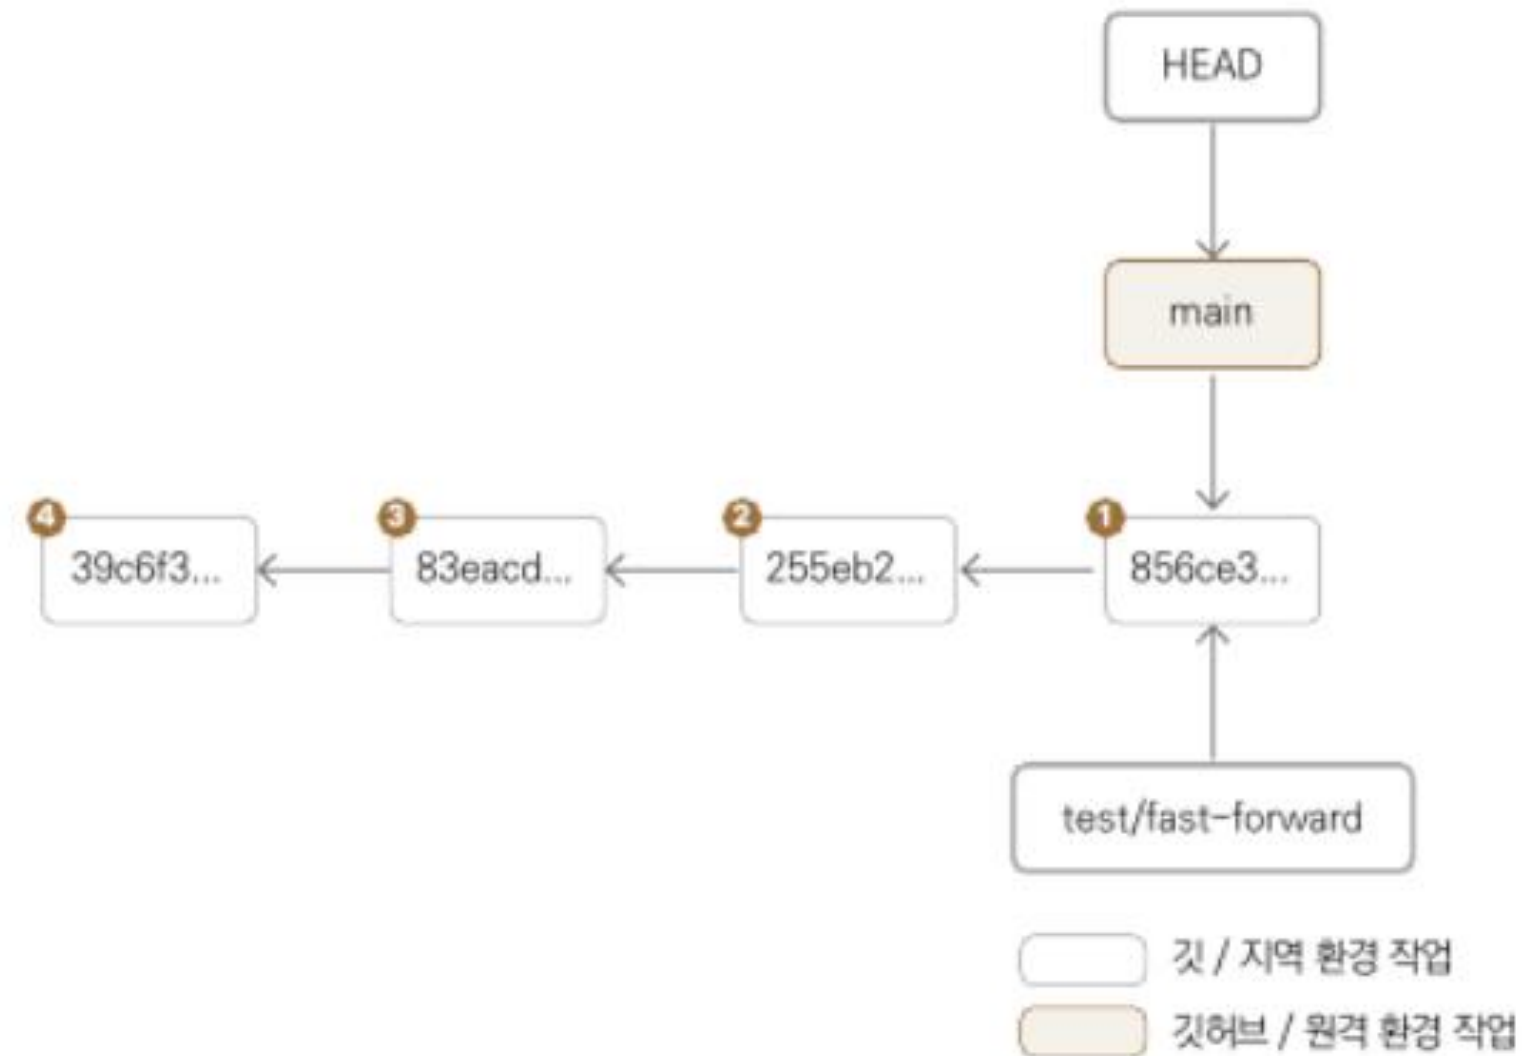 HEAD
main
4 3 2 1
39c6f3... 83eacd... 255eb2... 856ce3...
test/fast-forward
깃 / 지역 환경 작업
깃허브 / 원격 환경 작업